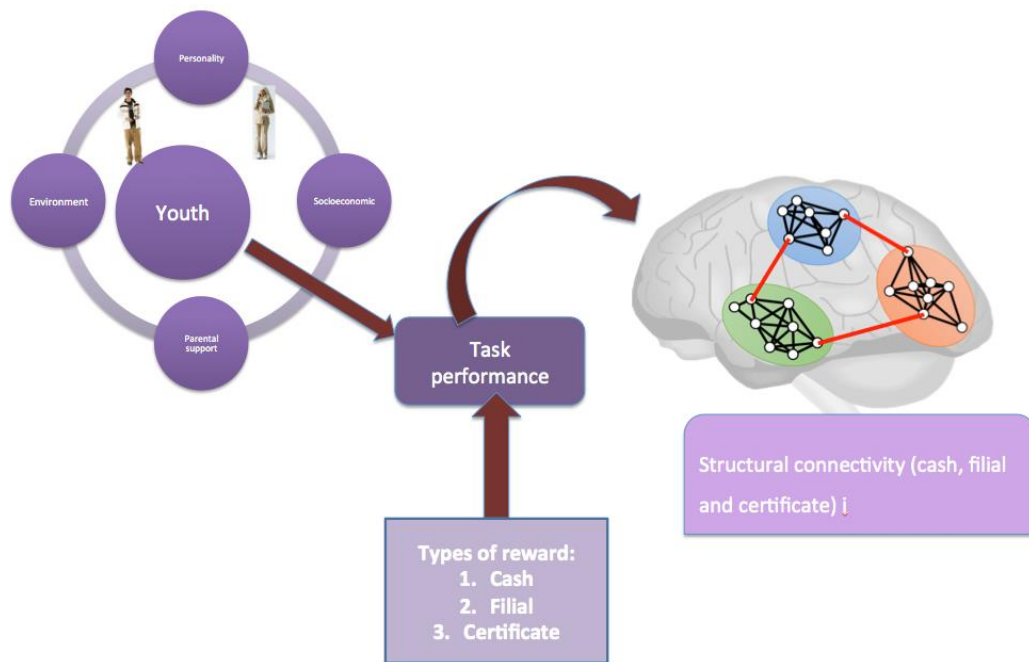 Personality
Environment
Youth
Socioeconomic
Parental
support
Task
performance
Structural connectivity (cash, filial
and certificate) i
Types of reward:
1. Cash
2. Filial
3. Certificate